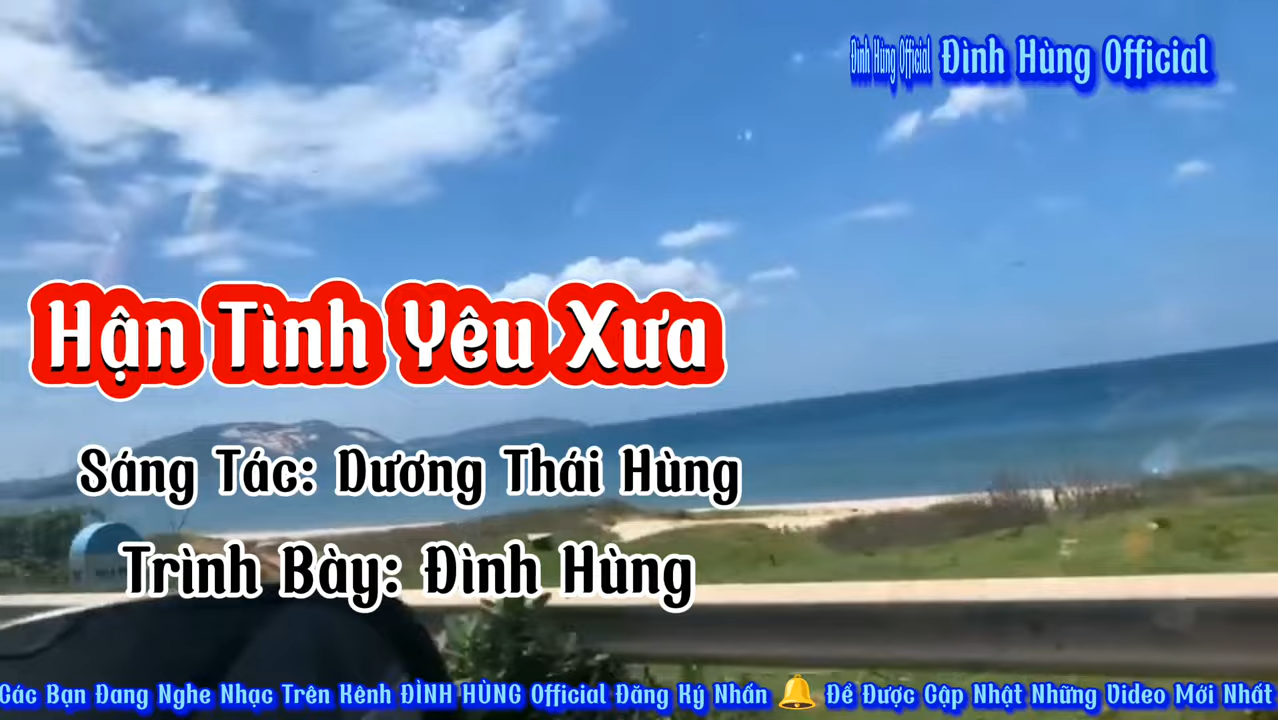 Đình Hùng Official Đình Hùng Official
Hận Tình Yêu Xưa
Sáng Tác: Dương Thái Hùng
Trình Bày: Đình Hùng
Các Bạn Đang Nghe Nhạc Trên Kênh ĐÌNH HÙNG Official Đăng Ký Nhấn 🔔 Để Được Cập Nhật Những Video Mới Nhất